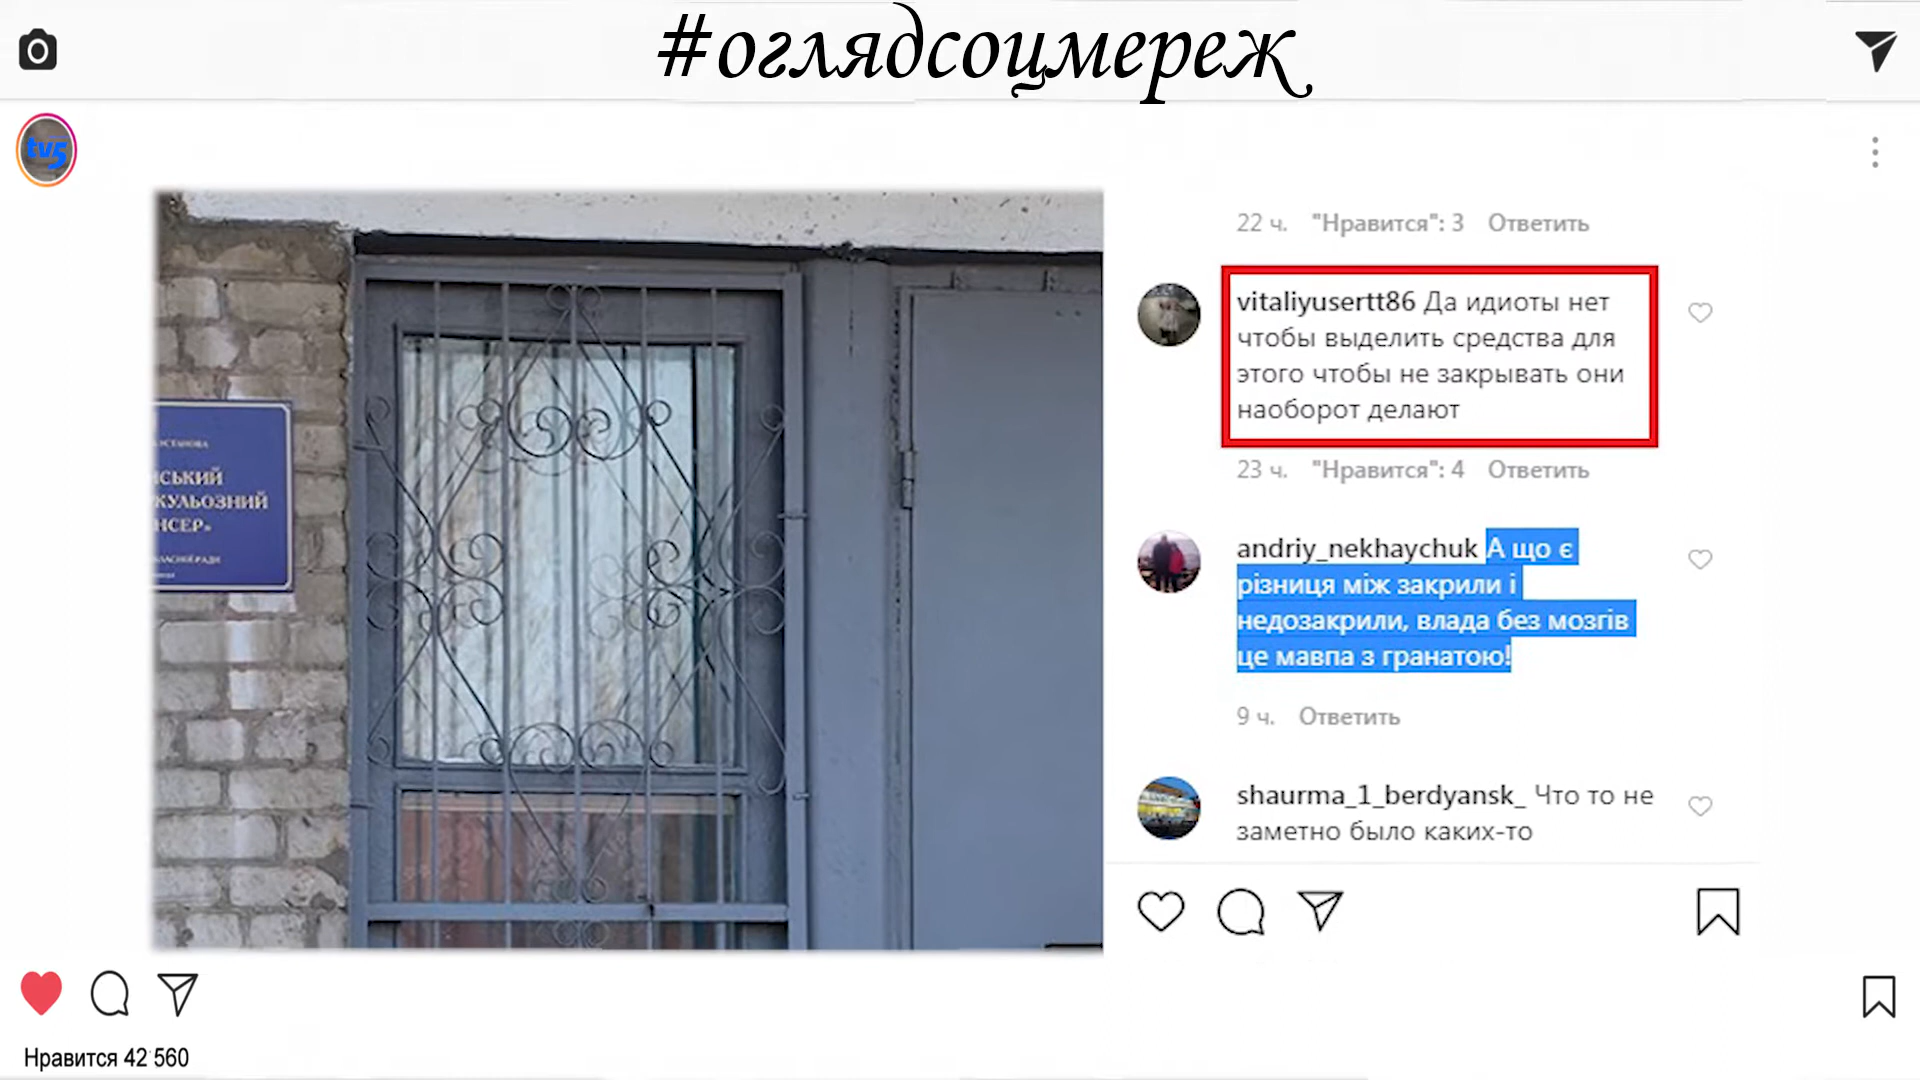 #оглядсоцмереж
tv5
22 ч. "Нравится": 3 Ответить
vitaliyusertt86 Да идиоты нет
чтобы выделить средства для
этого чтобы не закрывать они
наоборот делают
23 ч. "Нравится": 4 Ответить
andriy_nekhaychuk А що є
різниця між закрили і
недозакрили, влада без мозгів
це мавпа з гранатою!
9 ч. Ответить
shaurma_1_berdyansk_ Что то не
заметно было каких-то
СЬКИЙ
КУЛЬОЗНИЙ
НСЕР»
Нравится 42 560